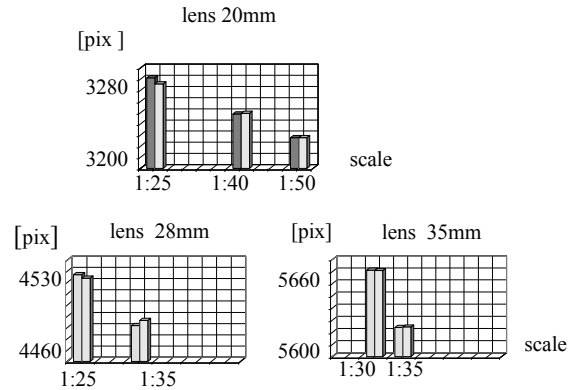 lens 20mm
[pix ]
3280
3200
1:25 1:40 1:50
scale
[pix] lens 28mm
4530
4460
1:25 1:35
[pix] lens 35mm
5660
5600
1:30 1:35
scale